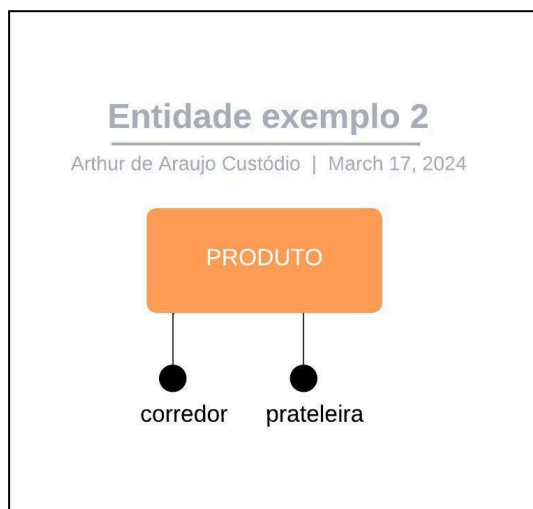 Entidade exemplo 2
Arthur de Araujo Custódio | March 17, 2024
PRODUTO
corredor prateleira